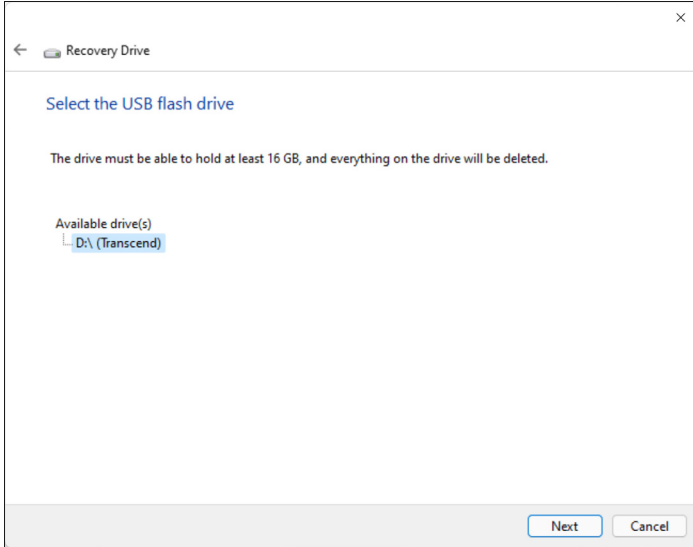 Recovery Drive
Select the USB flash drive
The drive must be able to hold at least 16 GB, and everything on the drive will be deleted.
Available drive(s)
D:\ (Transcend)
Next
Cancel